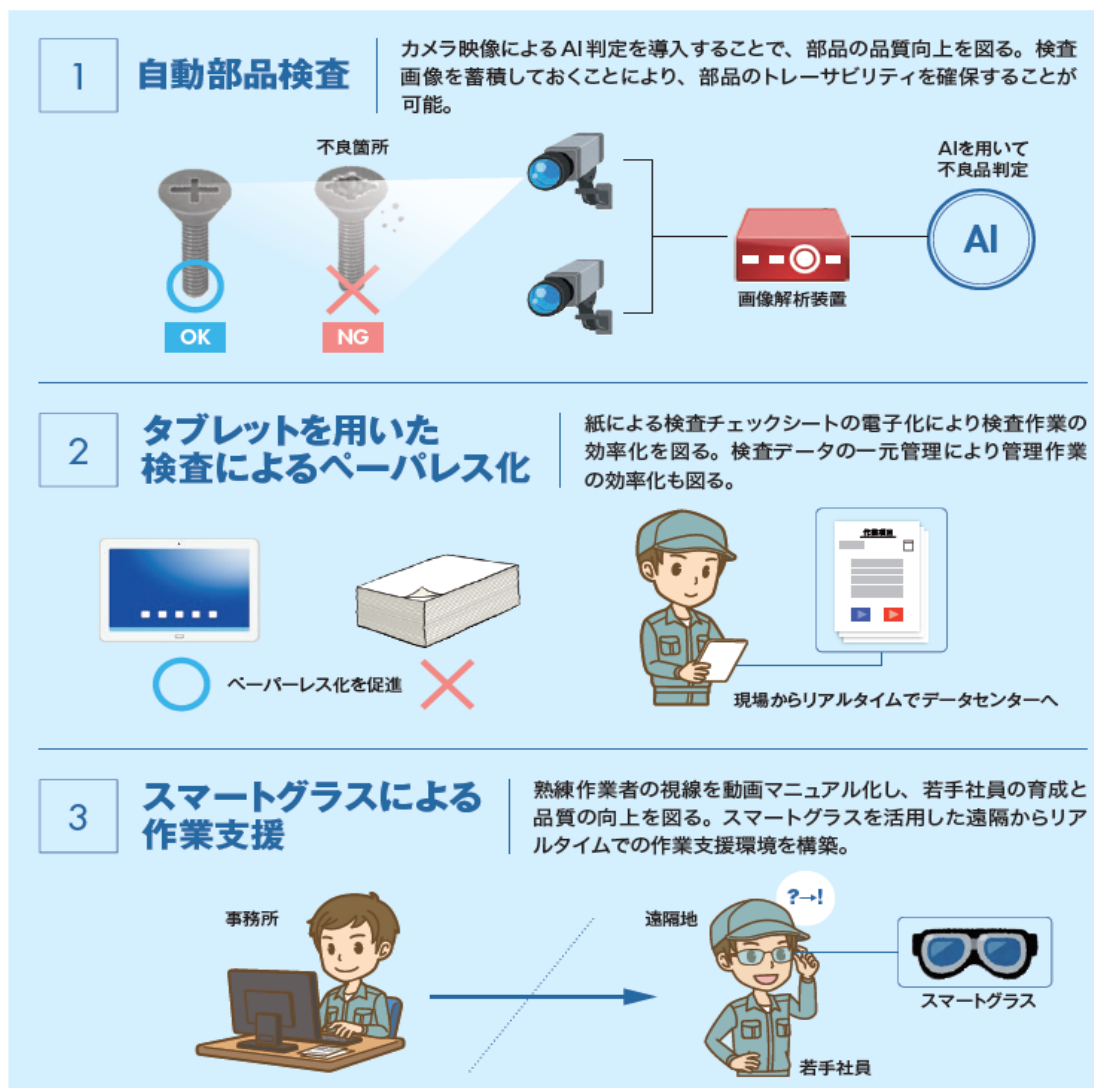 1
自動部品検査
カメラ映像によるAI判定を導入することで、部品の品質向上を図る。検査
画像を蓄積しておくことにより、部品のトレーサビリティを確保することが
可能。
不良箇所
OK
NG
画像解析装置
AIを用いて
不良品判定
AI
2
タブレットを用いた
検査によるペーパレス化
紙による検査チェックシートの電子化により検査作業の
効率化を図る。検査データの一元管理により管理作業
の効率化も図る。
ペーパーレス化を促進
作業項目
現場からリアルタイムでデータセンターへ
3
スマートグラスによる
作業支援
熟練作業者の視線を動画マニュアル化し、若手社員の育成と
品質の向上を図る。スマートグラスを活用した遠隔からリア
ルタイムでの作業支援環境を構築。
事務所
遠隔地
?→!
スマートグラス
若手社員